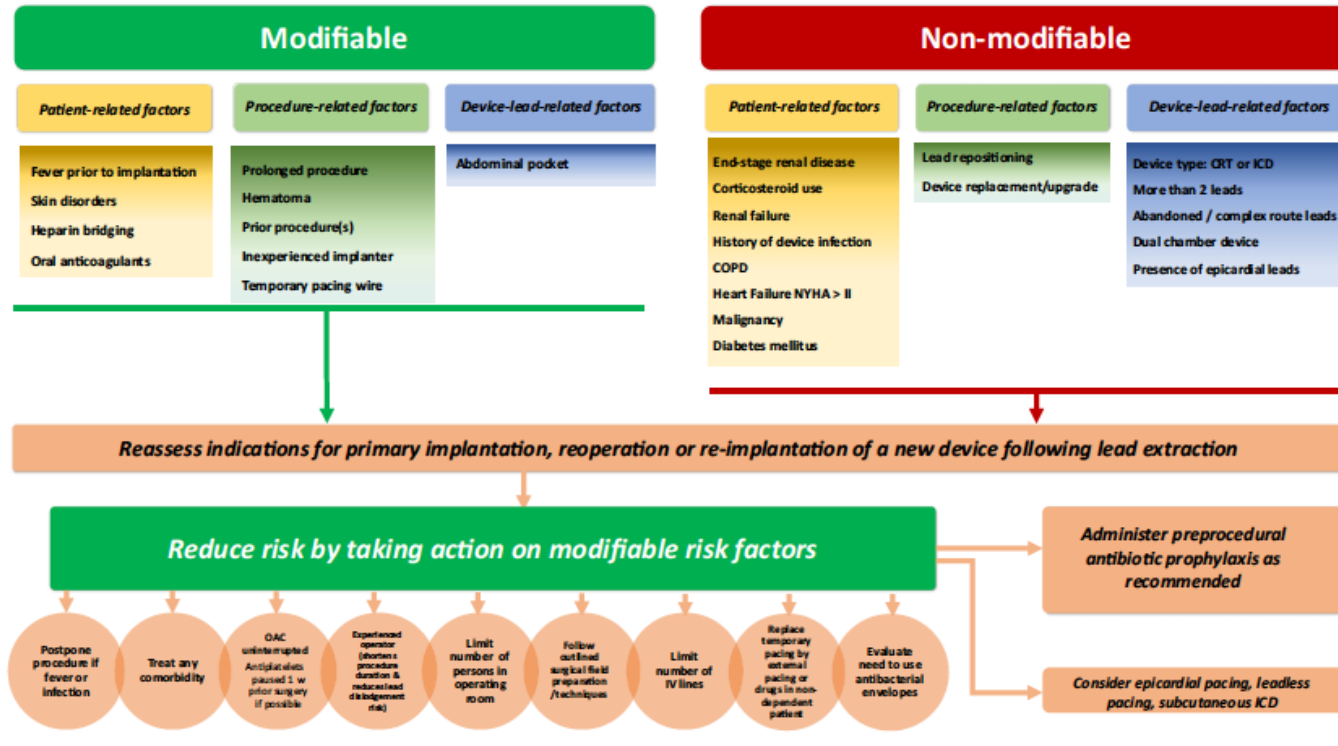 Modifiable
Non-modifiable
Patient-related factors
Procedure-related factors
Device-lead-related factors
Fever prior to implantation
Skin disorders
Heparin bridging
Oral anticoagulants
Prolonged procedure
Hematoma
Prior procedure(s)
Inexperienced implanter
Temporary pacing wire
Abdominal pocket
Patient-related factors
Procedure-related factors
Device-lead-related factors
End-stage renal disease
Corticosteroid use
Renal failure
History of device infection
COPD
Heart Failure NYHA > II
Malignancy
Diabetes mellitus
Lead repositioning
Device replacement/upgrade
Device type: CRT or ICD
More than 2 leads
Abandoned / complex route leads
Dual chamber device
Presence of epicardial leads
Reassess indications for primary implantation, reoperation or re-implantation of a new device following lead extraction
Reduce risk by taking action on modifiable risk factors
Administer preprocedural
antibiotic prophylaxis as
recommended
Consider epicardial pacing, leadless
pacing, subcutaneous ICD
Postpone
procedure if
fever or
infection
Treat any
comorbidity
OAC
uninterrupted
Antiplatelets
paused 1 w
prior surgery
if possible
Experienced
operator
(shortens
procedure
duration &
reduces lead
dislodgement
risk)
Limit
number of
persons in
operating
room
Follow
outlined
surgical field
preparation
/techniques
Limit
number of
IV lines
Replace
temporary
pacing by
external
pacing or
drugs in non-
dependent
patient
Evaluate
need to use
antibacterial
envelopes